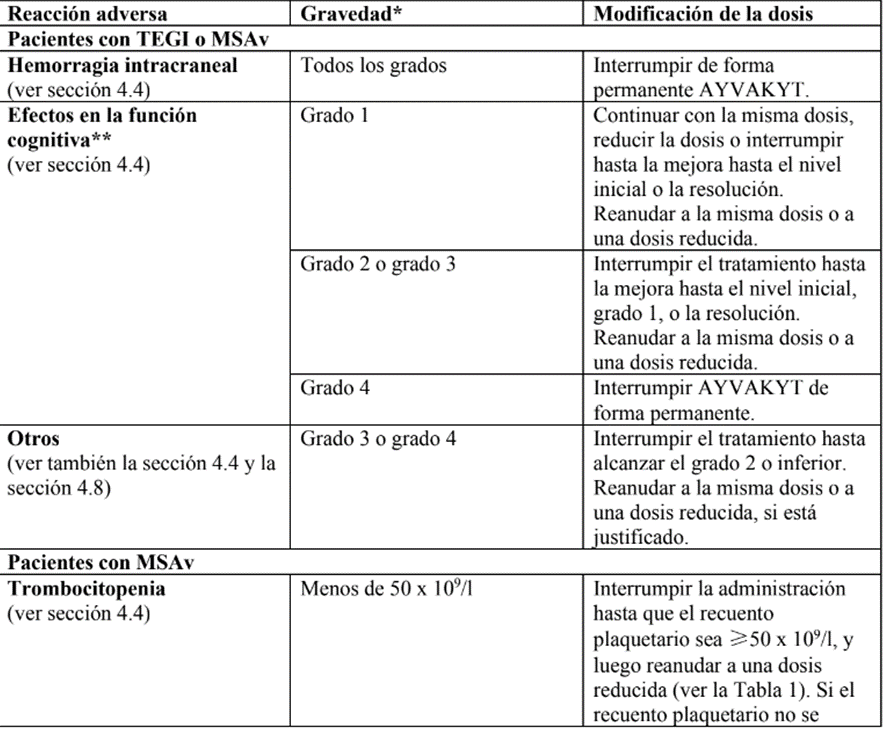 Reacción adversa Gravedad* Modificación de la dosis
Pacientes con TEGI o MSAv
Hemorragia intracraneal Todos los grados Interrumpir de forma
(ver sección 4.4) permanente AYVAKYT.
Efectos en la función Grado 1 Continuar con la misma dosis,
cognitiva** reducir la dosis o interrumpir
(ver sección 4.4) hasta la mejora hasta el nivel
inicial o la resolución.
Reanudar a la misma dosis o a
una dosis reducida.
Grado 2 o grado 3 Interrumpir el tratamiento hasta
la mejora hasta el nivel inicial,
grado 1, o la resolución.
Reanudar a la misma dosis o a
una dosis reducida.
Grado 4 Interrumpir AYVAKYT de
forma permanente.
Otros Grado 3 o grado 4 Interrumpir el tratamiento hasta
(ver también la sección 4.4 y la alcanzar el grado 2 o inferior.
sección 4.8) Reanudar a la misma dosis o a
una dosis reducida, si está
justificado.
Pacientes con MSAv
Trombocitopenia Menos de 50 x 10⁹/l Interrumpir la administración
(ver sección 4.4) hasta que el recuento
plaquetario sea ⩾50 x 10⁹/l, y
luego reanudar a una dosis
reducida (ver la Tabla 1). Si el
recuento plaquetario no se